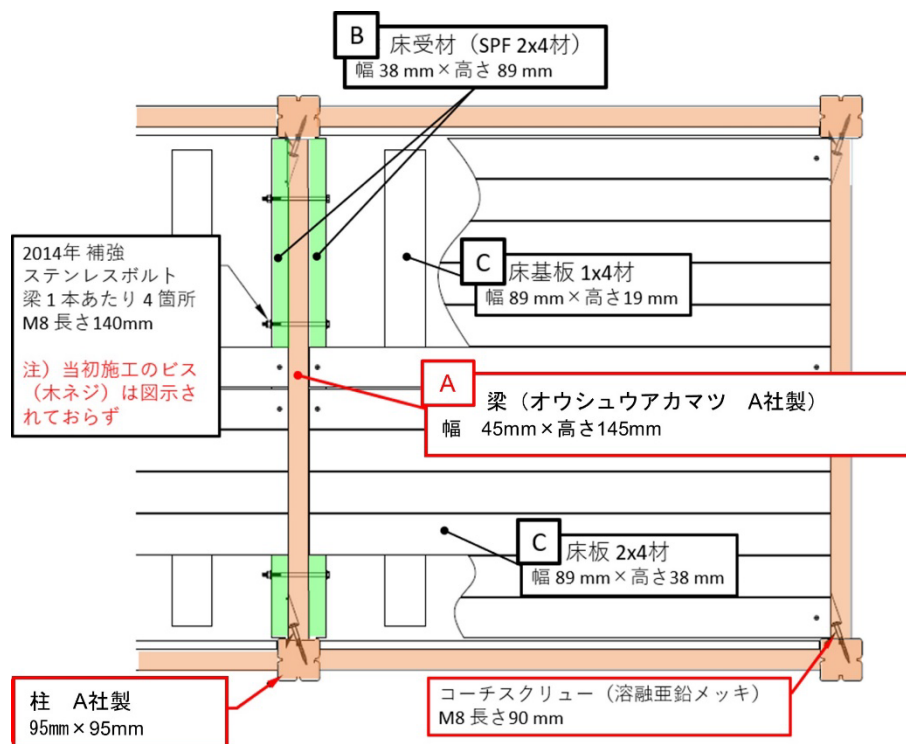 B 床受材（SPF 2x4材）
幅 38 mm×高さ 89 mm
2014年 補強
ステンレスボルト
梁１本あたり４箇所
M8 長さ140mm
注）当初施工のビス
（木ネジ）は図示さ
れておらず
C 床基板 1x4材
幅 89 mm×高さ19 mm
A 梁（オウシュウアカマツ　A社製）
幅　45mm×高さ145mm
C 床板 2x4材
幅 89 mm×高さ38 mm
柱　A社製
95mm×95mm
コーチスクリュー（溶融亜鉛メッキ）
M8 長さ90 mm